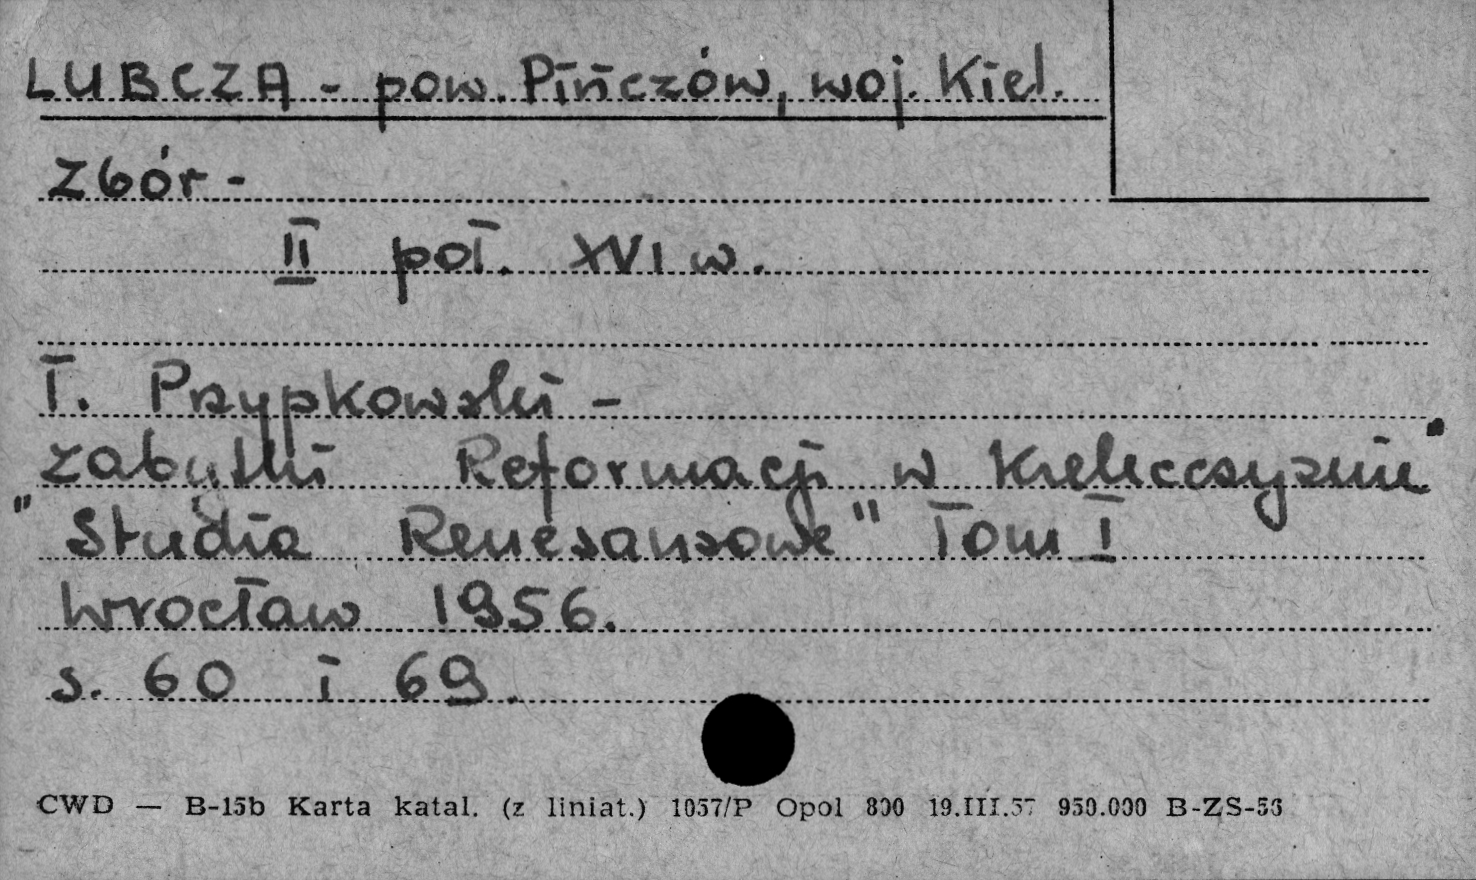 LUBCZA - pow. Pińczów, woj. Kiel.
Zbór -
II poł. XVI w.
T. Przypkowski -
zabytki Reformacji w Kielecczyźnie"
"Studia Renesansowe" Tom I
Wrocław 1956.
s. 60 i 69.
CWD — B-15b Karta katal. (z liniat.) 1057/P Opol 800 19.III.57 950.000 B-ZS-56